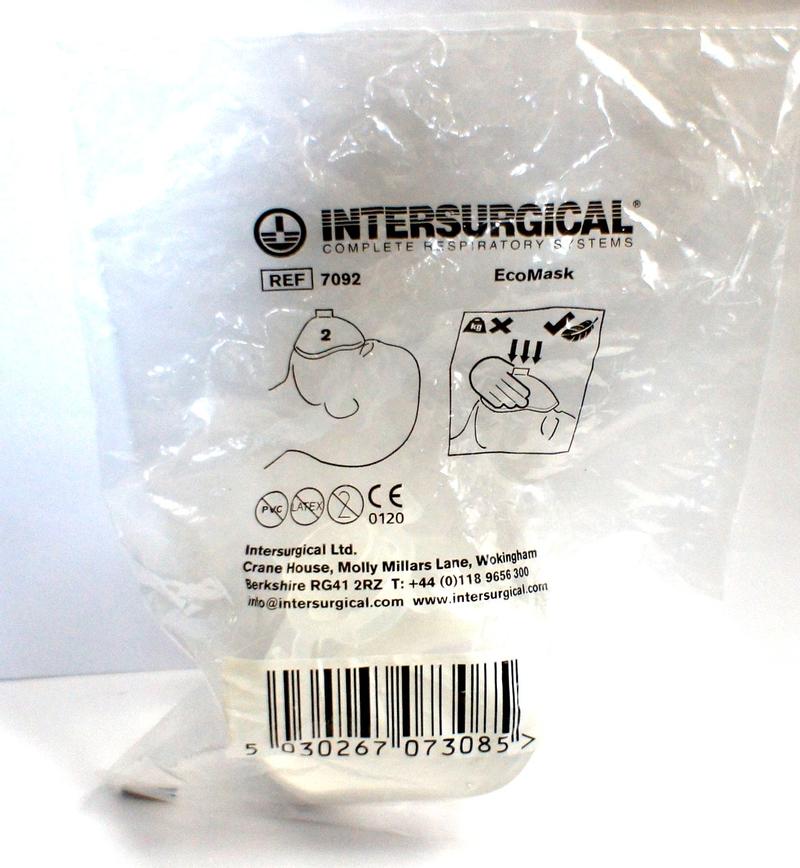 INTERSURGICAL®
COMPLETE RESPIRATORY SYSTEMS
REF 7092
EcoMask
2
kg
PVC LATEX 2 CE
0120
Intersurgical Ltd.
Crane House, Molly Millars Lane, Wokingham
Berkshire RG41 2RZ T: +44 (0)118 9656 300
info@intersurgical.com www.intersurgical.com
5 030267 073085 >